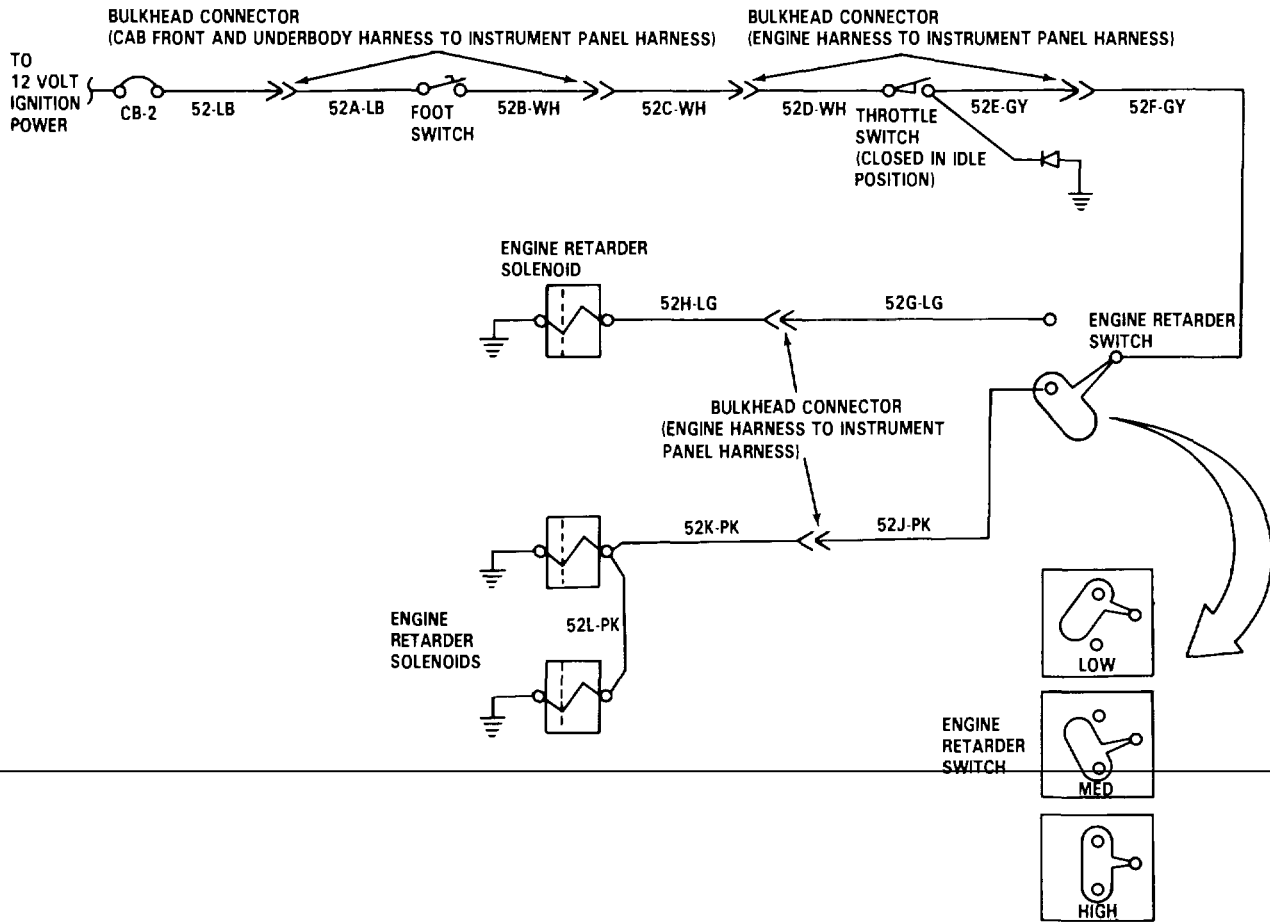 BULKHEAD CONNECTOR
(CAB FRONT AND UNDERBODY HARNESS TO INSTRUMENT PANEL HARNESS)
BULKHEAD CONNECTOR
(ENGINE HARNESS TO INSTRUMENT PANEL HARNESS)
TO
12 VOLT
IGNITION
POWER
CB-2
52-LB
52A-LB
FOOT
SWITCH
52B-WH
52C-WH
52D-WH
THROTTLE
SWITCH
(CLOSED IN IDLE
POSITION)
52E-GY
52F-GY
ENGINE RETARDER
SOLENOID
52H-LG
52G-LG
ENGINE RETARDER
SWITCH
BULKHEAD CONNECTOR
(ENGINE HARNESS TO INSTRUMENT
PANEL HARNESS)
52K-PK
52J-PK
ENGINE
RETARDER
SOLENOIDS
52L-PK
LOW
ENGINE
RETARDER
SWITCH
MED
HIGH